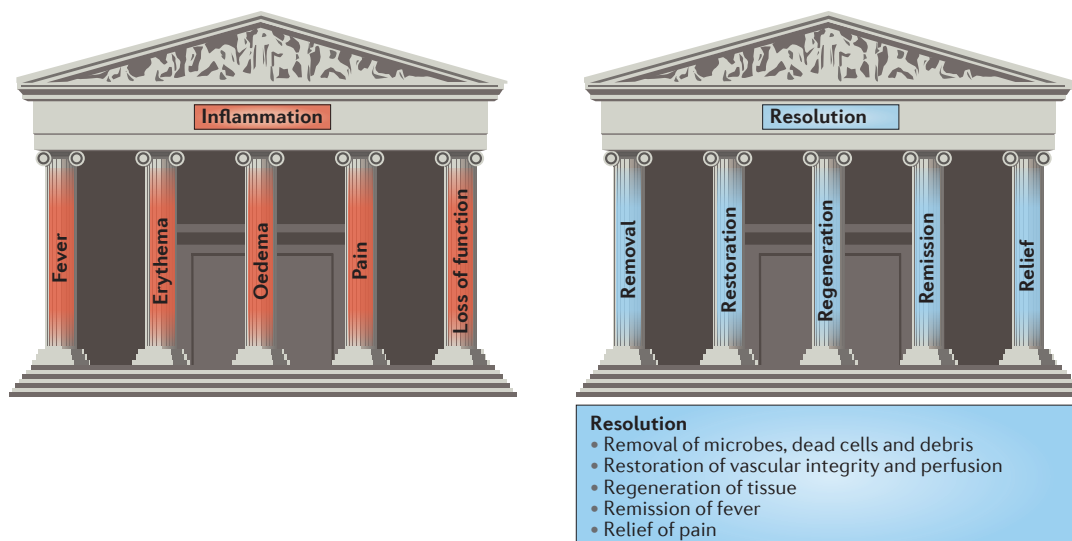 Inflammation
Fever
Erythema
Oedema
Pain
Loss of function
Resolution
Removal
Restoration
Regeneration
Remission
Relief
Resolution
• Removal of microbes, dead cells and debris
• Restoration of vascular integrity and perfusion
• Regeneration of tissue
• Remission of fever
• Relief of pain